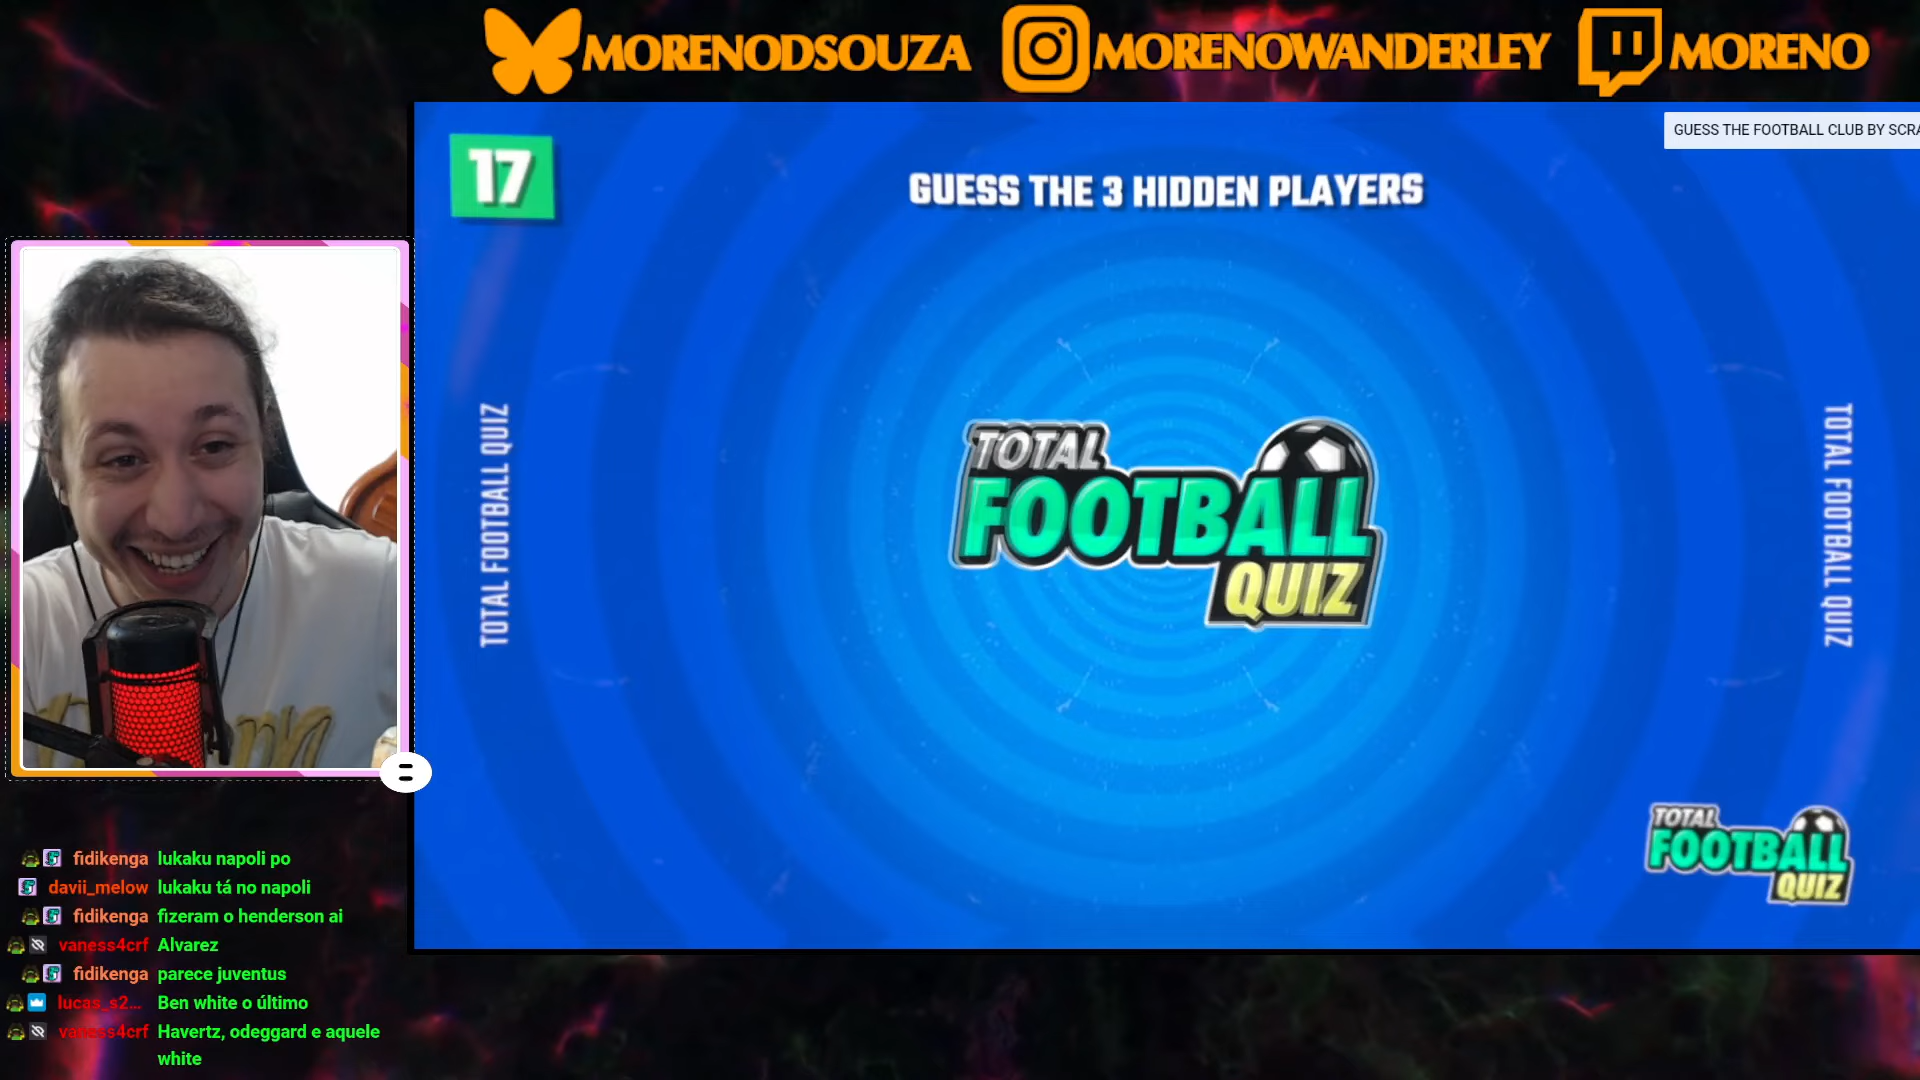 MORENODSOUZA MORENOWANDERLEY MORENO
GUESS THE FOOTBALL CLUB BY SCRA
17
GUESS THE 3 HIDDEN PLAYERS
TOTAL FOOTBALL QUIZ
TOTAL
FOOTBALL
QUIZ
TOTAL FOOTBALL QUIZ
TOTAL
FOOTBALL
QUIZ
fidikenga lukaku napoli po
davii_melow lukaku tá no napoli
fidikenga fizeram o henderson ai
vaness4crf Alvarez
fidikenga parece juventus
lucas_s2... Ben white o último
vaness4crf Havertz, odeggard e aquele
white